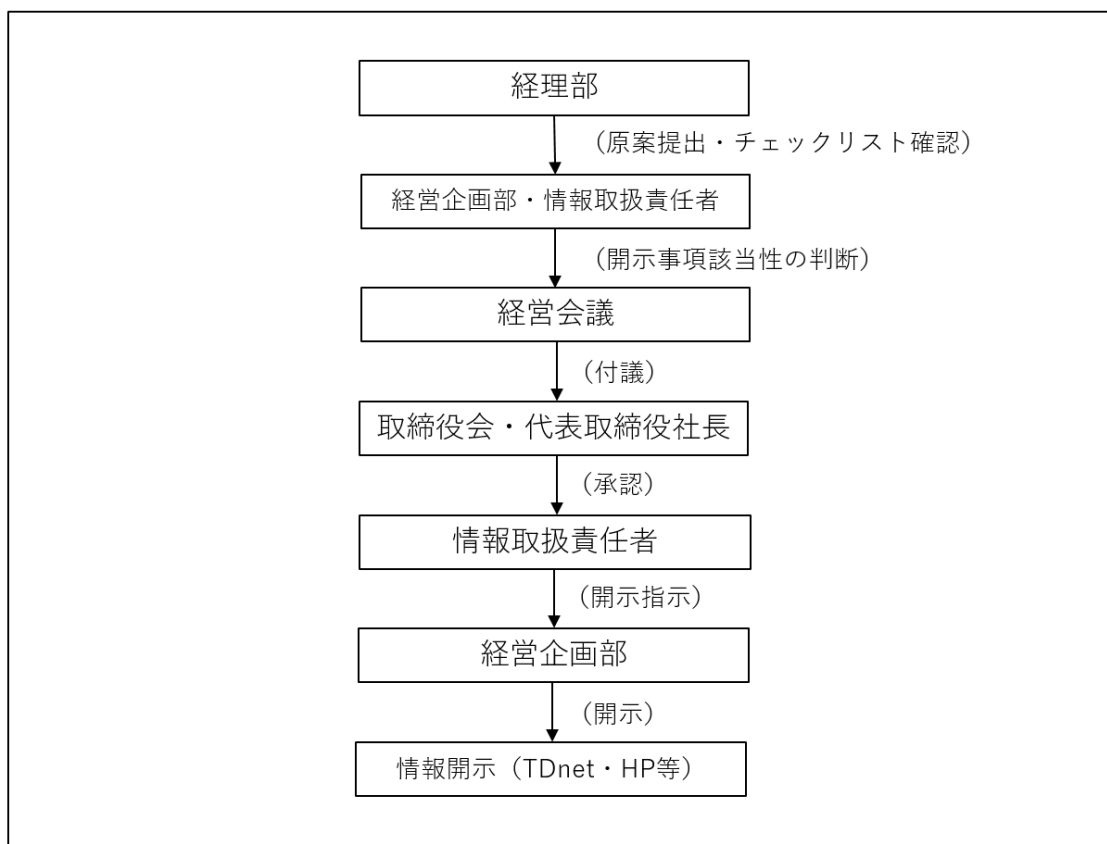 経理部
（原案提出・チェックリスト確認）
経営企画部・情報取扱責任者
（開示事項該当性の判断）
経営会議
（付議）
取締役会・代表取締役社長
（承認）
情報取扱責任者
（開示指示）
経営企画部
（開示）
情報開示（TDnet・HP等）